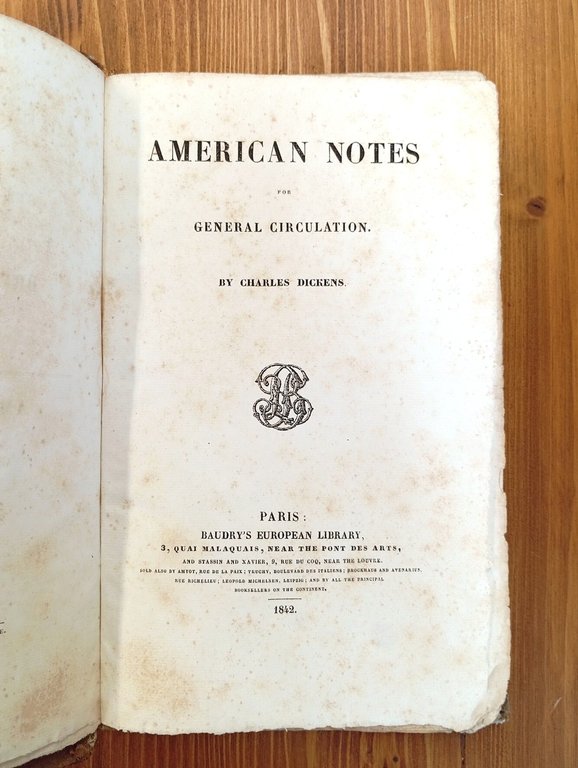 AMERICAN NOTES
FOR
GENERAL CIRCULATION.
BY CHARLES DICKENS.
PARIS:
BAUDRY'S EUROPEAN LIBRARY,
3, QUAI MALAQUAIS, NEAR THE PONT DES ARTS,
AND STASSIN AND XAVIER, 9, RUE DU COQ, NEAR THE LOUVRE.
SOLD ALSO BY AMYOT, RUE DE LA PAIX; TRUCHY, BOULEVARD DES ITALIENS; BROCKHAUS AND AVENARIUS,
RUE RICHELIEU; LEOPOLD MICHELSEN, LEIPZIG; AND BY ALL THE PRINCIPAL
BOOKSELLERS ON THE CONTINENT.
1842.